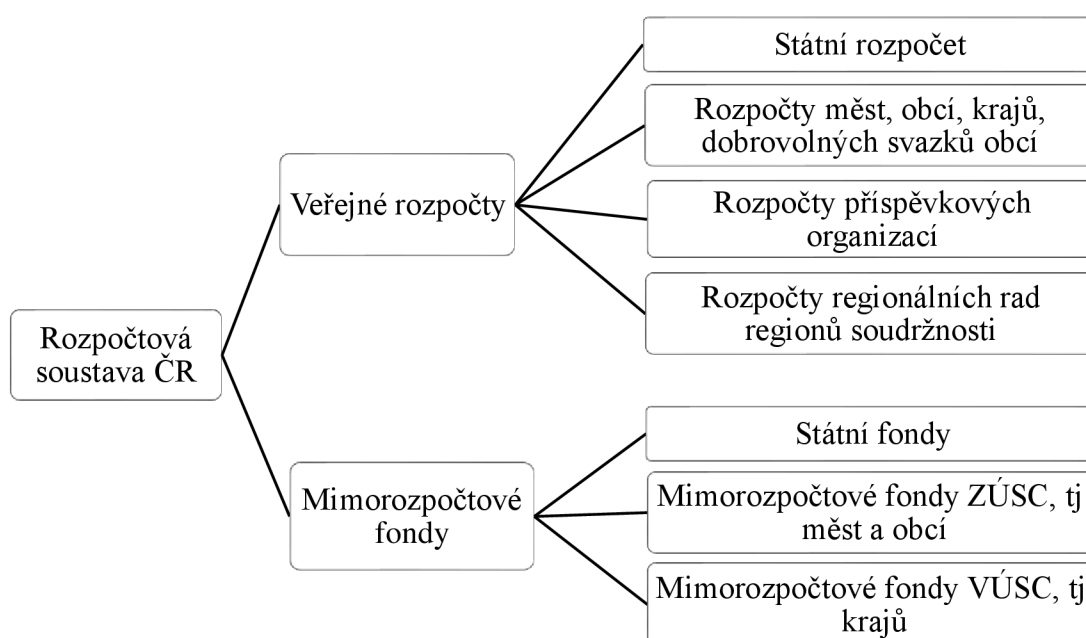 Státní rozpočet
Rozpočty měst, obcí, krajů,
dobrovolných svazků obcí
Veřejné rozpočty
Rozpočty příspěvkových
organizací
Rozpočty regionálních rad
regionů soudržnosti
Rozpočtová
soustava ČR
Státní fondy
Mimorozpočtové
fondy
Mimorozpočtové fondy ZÚSC, tj
měst a obcí
Mimorozpočtové fondy VÚSC, tj
krajů